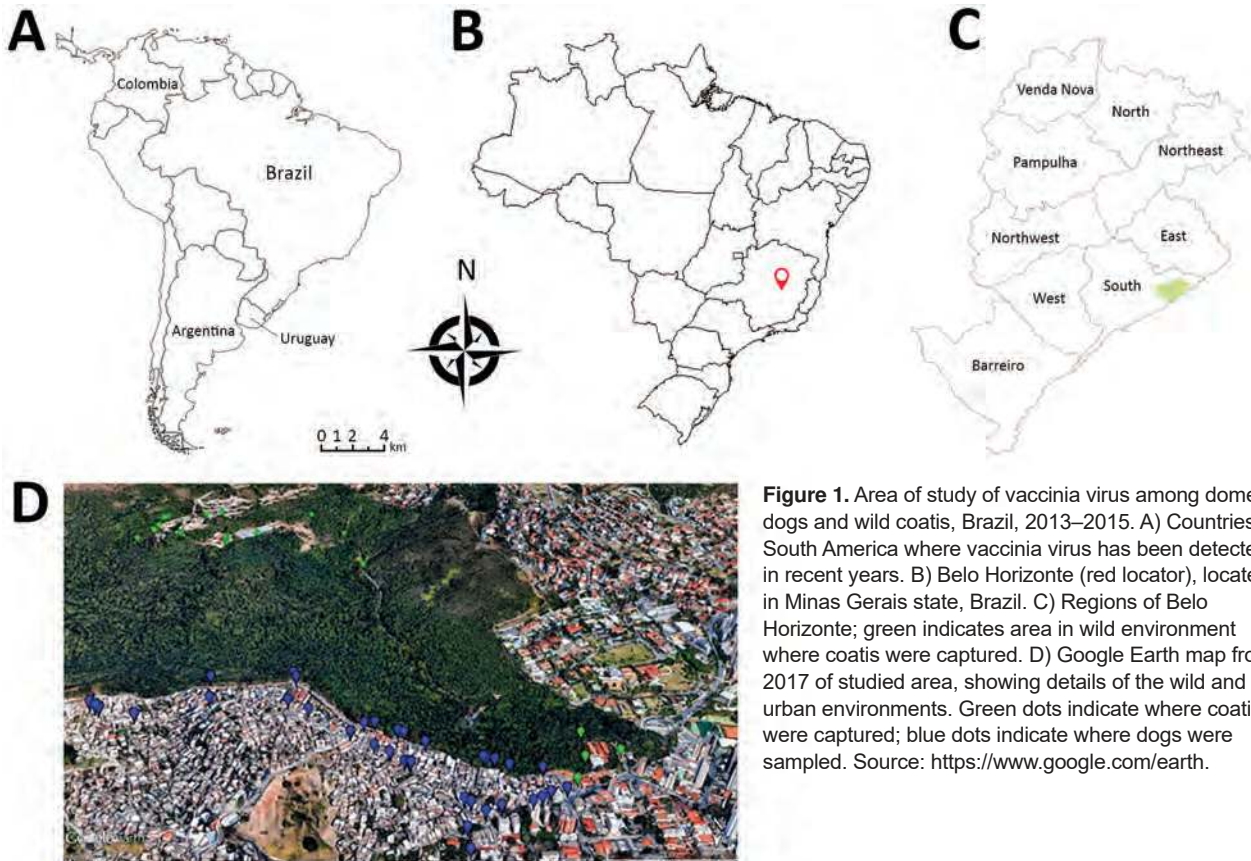 A
Colombia
Brazil
Argentina
Uruguay
0 1 2 4
km
B
N
C
Venda Nova
North
Northeast
Pampulha
Northwest
East
South
West
Barreiro
D
Figure 1. Area of study of vaccinia virus among dome
dogs and wild coatis, Brazil, 2013–2015. A) Countries
South America where vaccinia virus has been detecte
in recent years. B) Belo Horizonte (red locator), locate
in Minas Gerais state, Brazil. C) Regions of Belo
Horizonte; green indicates area in wild environment
where coatis were captured. D) Google Earth map fro
2017 of studied area, showing details of the wild and
urban environments. Green dots indicate where coati
were captured; blue dots indicate where dogs were
sampled. Source: https://www.google.com/earth.